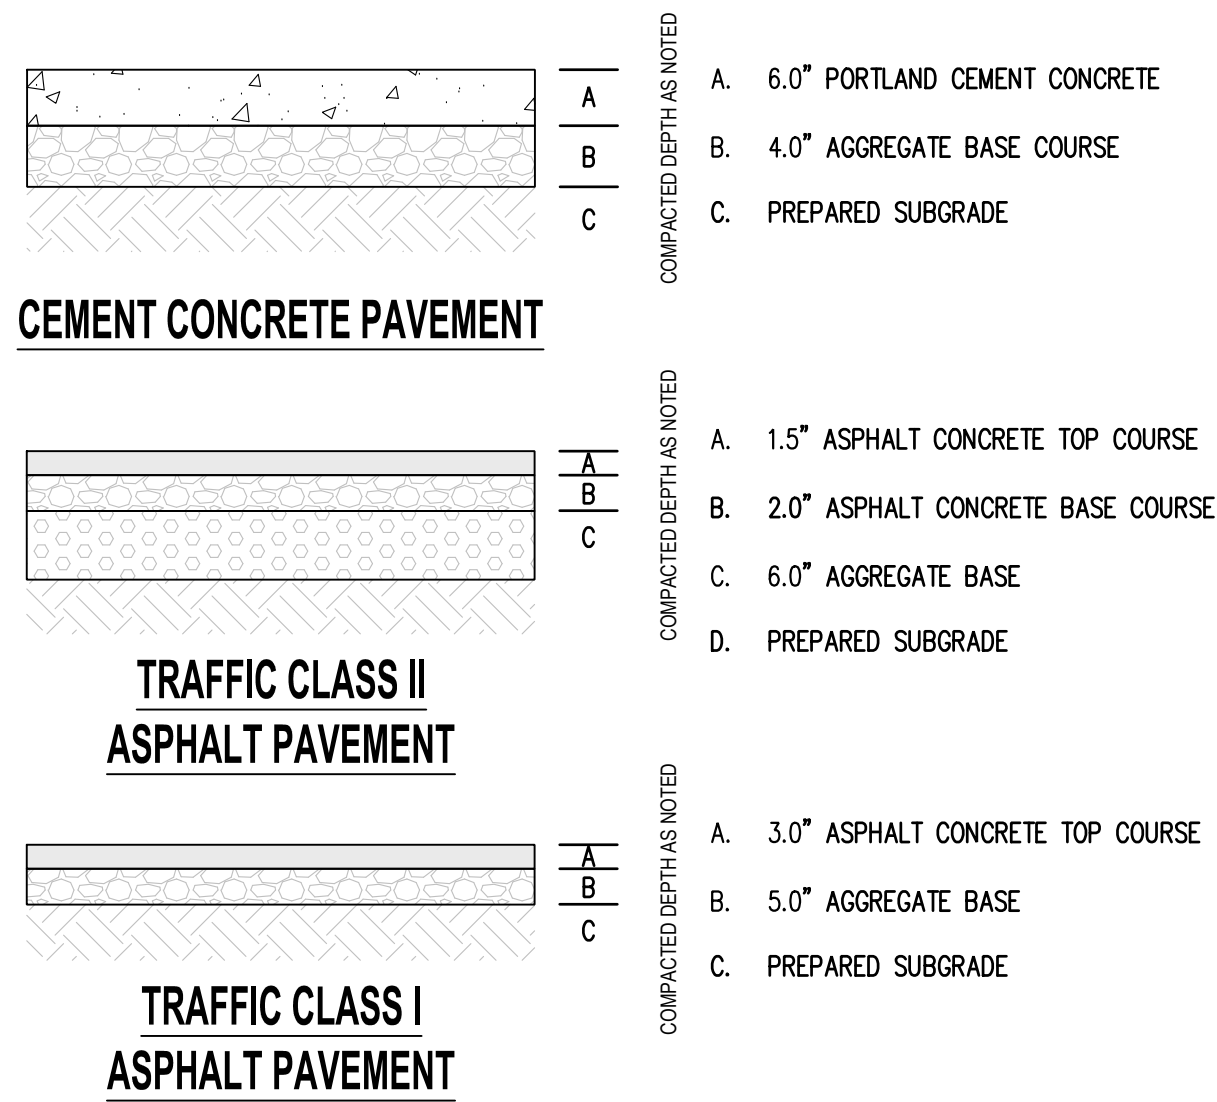 A
B
C
COMPACTED DEPTH AS NOTED
A. 6.0" PORTLAND CEMENT CONCRETE
B. 4.0" AGGREGATE BASE COURSE
C. PREPARED SUBGRADE
CEMENT CONCRETE PAVEMENT
A
B
C
COMPACTED DEPTH AS NOTED
A. 1.5" ASPHALT CONCRETE TOP COURSE
B. 2.0" ASPHALT CONCRETE BASE COURSE
C. 6.0" AGGREGATE BASE
D. PREPARED SUBGRADE
TRAFFIC CLASS II
ASPHALT PAVEMENT
A
B
C
COMPACTED DEPTH AS NOTED
A. 3.0" ASPHALT CONCRETE TOP COURSE
B. 5.0" AGGREGATE BASE
C. PREPARED SUBGRADE
TRAFFIC CLASS I
ASPHALT PAVEMENT